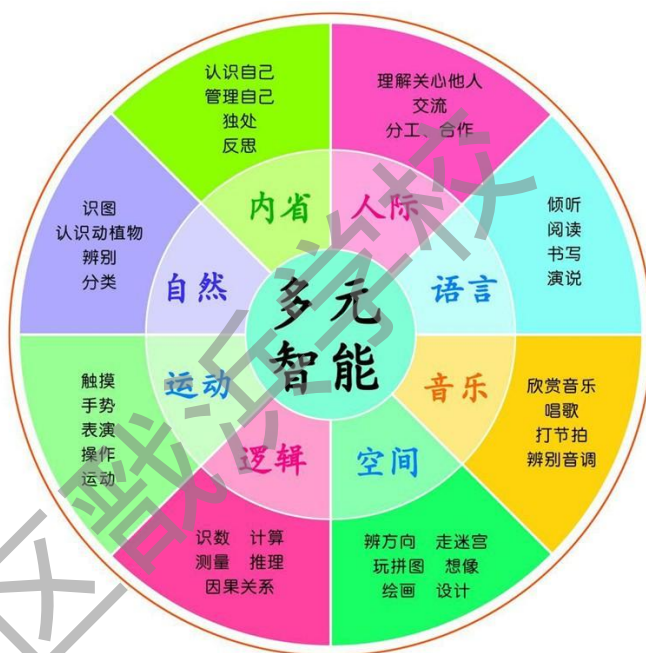 多元
智能
人际
理解关心他人
交流
分工、合作
语言
倾听
阅读
书写
演说
音乐
欣赏音乐
唱歌
打节拍
辨别音调
空间
辨方向 走迷宫
玩拼图 想像
绘画 设计
逻辑
识数 计算
测量 推理
因果关系
运动
触摸
手势
表演
操作
运动
自然
识图
认识动植物
辨别
分类
内省
认识自己
管理自己
独处
反思
区戬浜学校